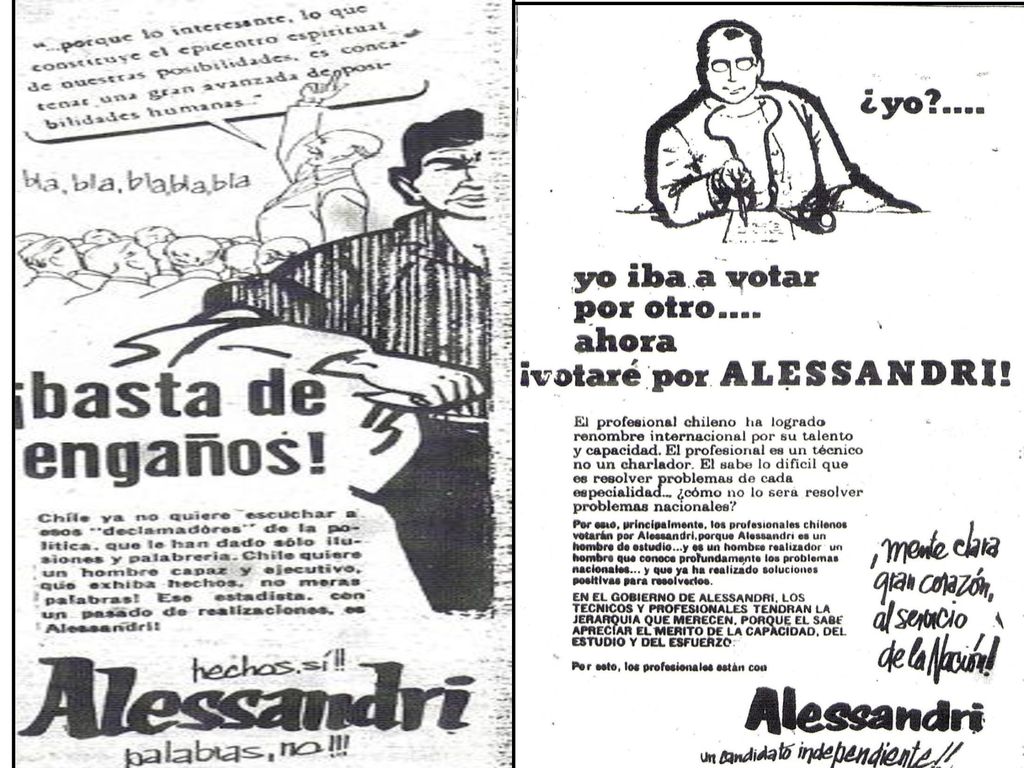 "...porque lo interesante, lo que
constituye el epicentro espiritual
de nuestras posibilidades, es conca-
tenar una gran avanzada de posi-
bilidades humanas..."
bla, bla, blablabla
¡basta de
engaños!
Chile ya no quiere escuchar a
esos "declamadores" de la po-
lítica, que le han dado sólo ilu-
siones y palabrería. Chile quiere
un hombre capaz y ejecutivo,
que exhiba hechos, no meras
palabras! Ese estadista, con
un pasado de realizaciones, es
Alessandri!
hechos, sí!!
Alessandri
palabras, no!!!
¿yo?....
yo iba a votar
por otro....
ahora
¡votaré por ALESSANDRI!
El profesional chileno ha logrado
renombre internacional por su talento
y capacidad. El profesional es un técnico
no un charlador. El sabe lo difícil que
es resolver problemas de cada
especialidad... ¿cómo no lo será resolver
problemas nacionales?
Por eso, principalmente, los profesionales chilenos
votarán por Alessandri, porque Alessandri es un
hombre de estudio...y es un hombre realizador un
hombre que conoce profundamente los problemas
nacionales... y que ya ha realizado soluciones
positivas para resolverlos.
EN EL GOBIERNO DE ALESSANDRI, LOS
TECNICOS Y PROFESIONALES TENDRAN LA
JERARQUIA QUE MERECEN, PORQUE EL SABE
APRECIAR EL MERITO DE LA CAPACIDAD, DEL
ESTUDIO Y DEL ESFUERZO
Por esto, los profesionales están con
¡mente clara
gran corazón,
al servicio
de la Nación!
Alessandri
un candidato independiente!!